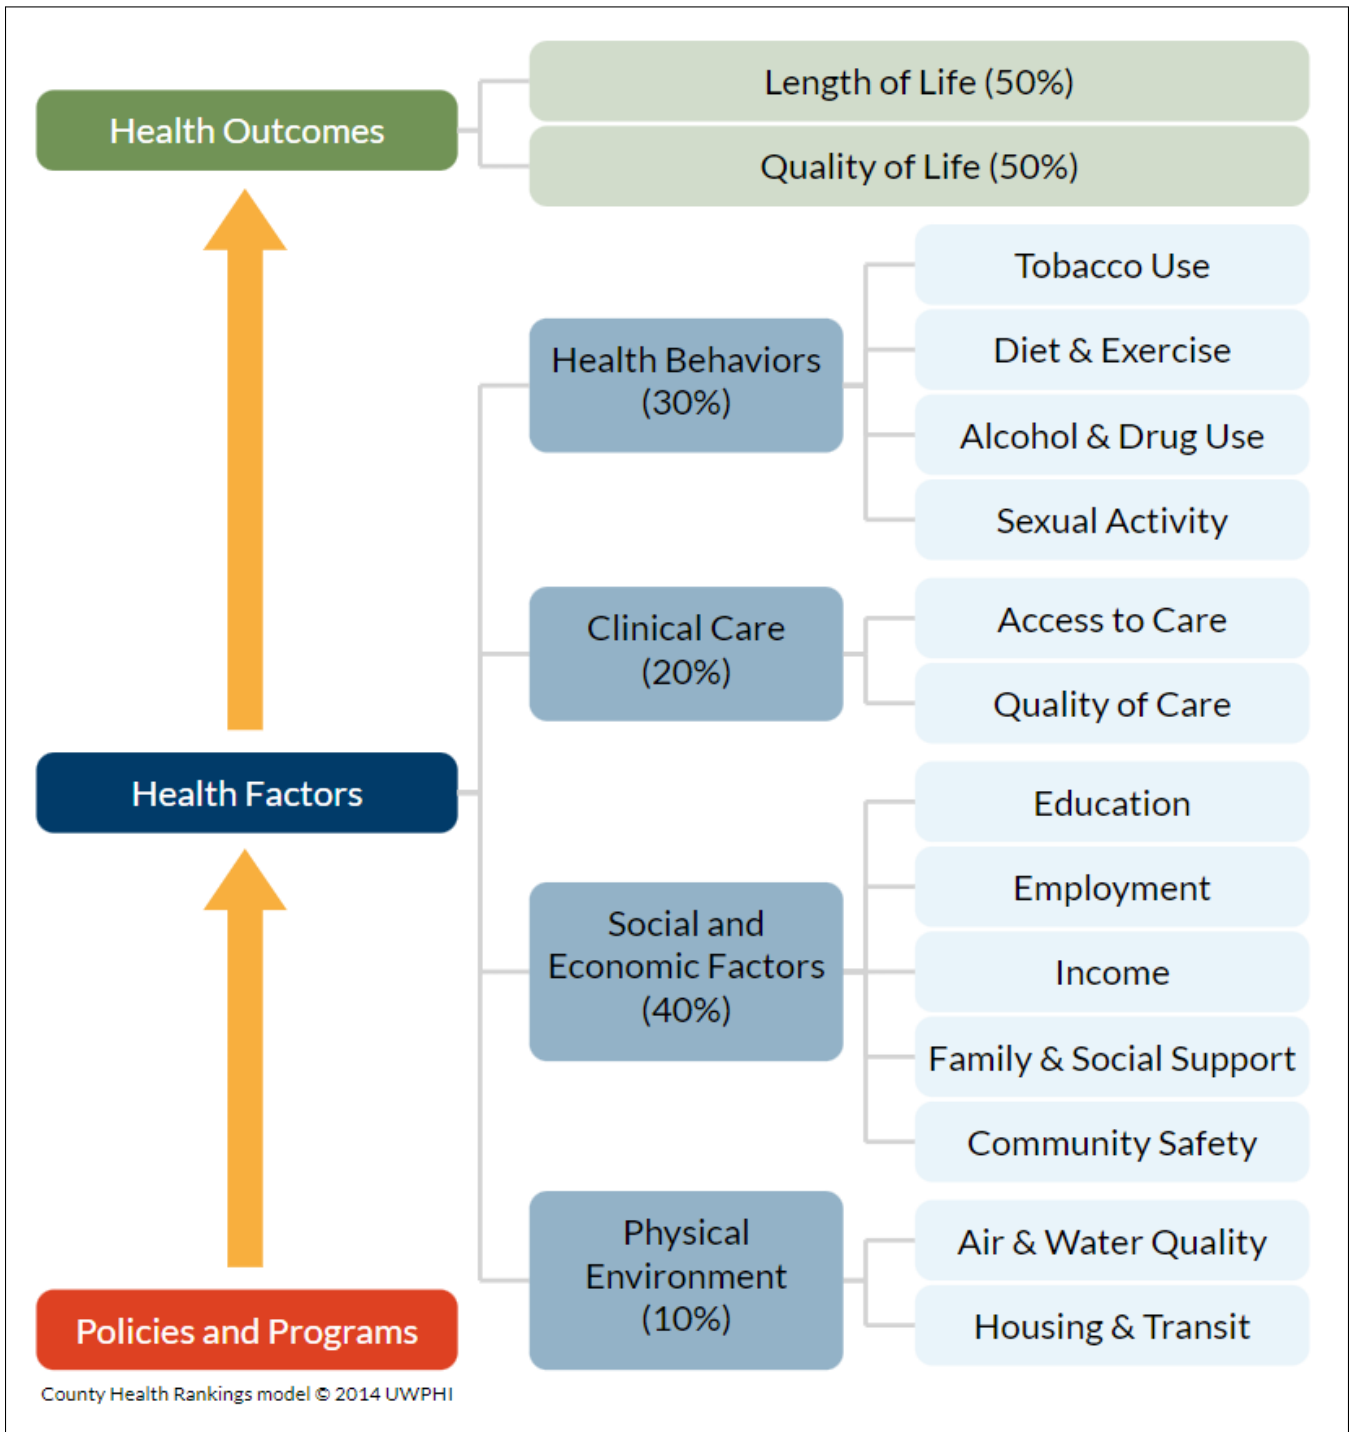 Health Outcomes
Length of Life (50%)
Quality of Life (50%)
Health Factors
Health Behaviors
(30%)
Tobacco Use
Diet & Exercise
Alcohol & Drug Use
Sexual Activity
Clinical Care
(20%)
Access to Care
Quality of Care
Social and
Economic Factors
(40%)
Education
Employment
Income
Family & Social Support
Community Safety
Physical
Environment
(10%)
Air & Water Quality
Housing & Transit
Policies and Programs
County Health Rankings model © 2014 UWPHI